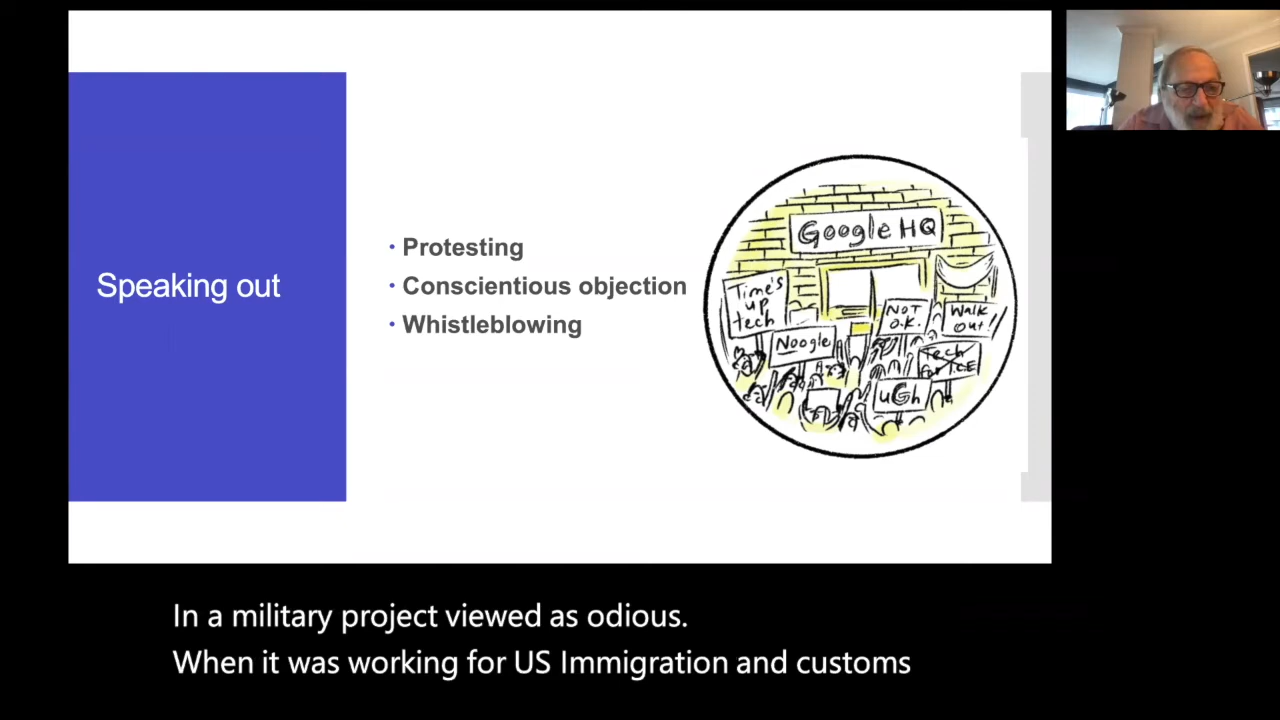 Speaking out
• Protesting
• Conscientious objection
• Whistleblowing
Google HQ
Time's
up
tech
Noogle
NOT
O.K.
Walk
Out!
Tech
for I.C.E
uGh
In a military project viewed as odious.
When it was working for US Immigration and customs